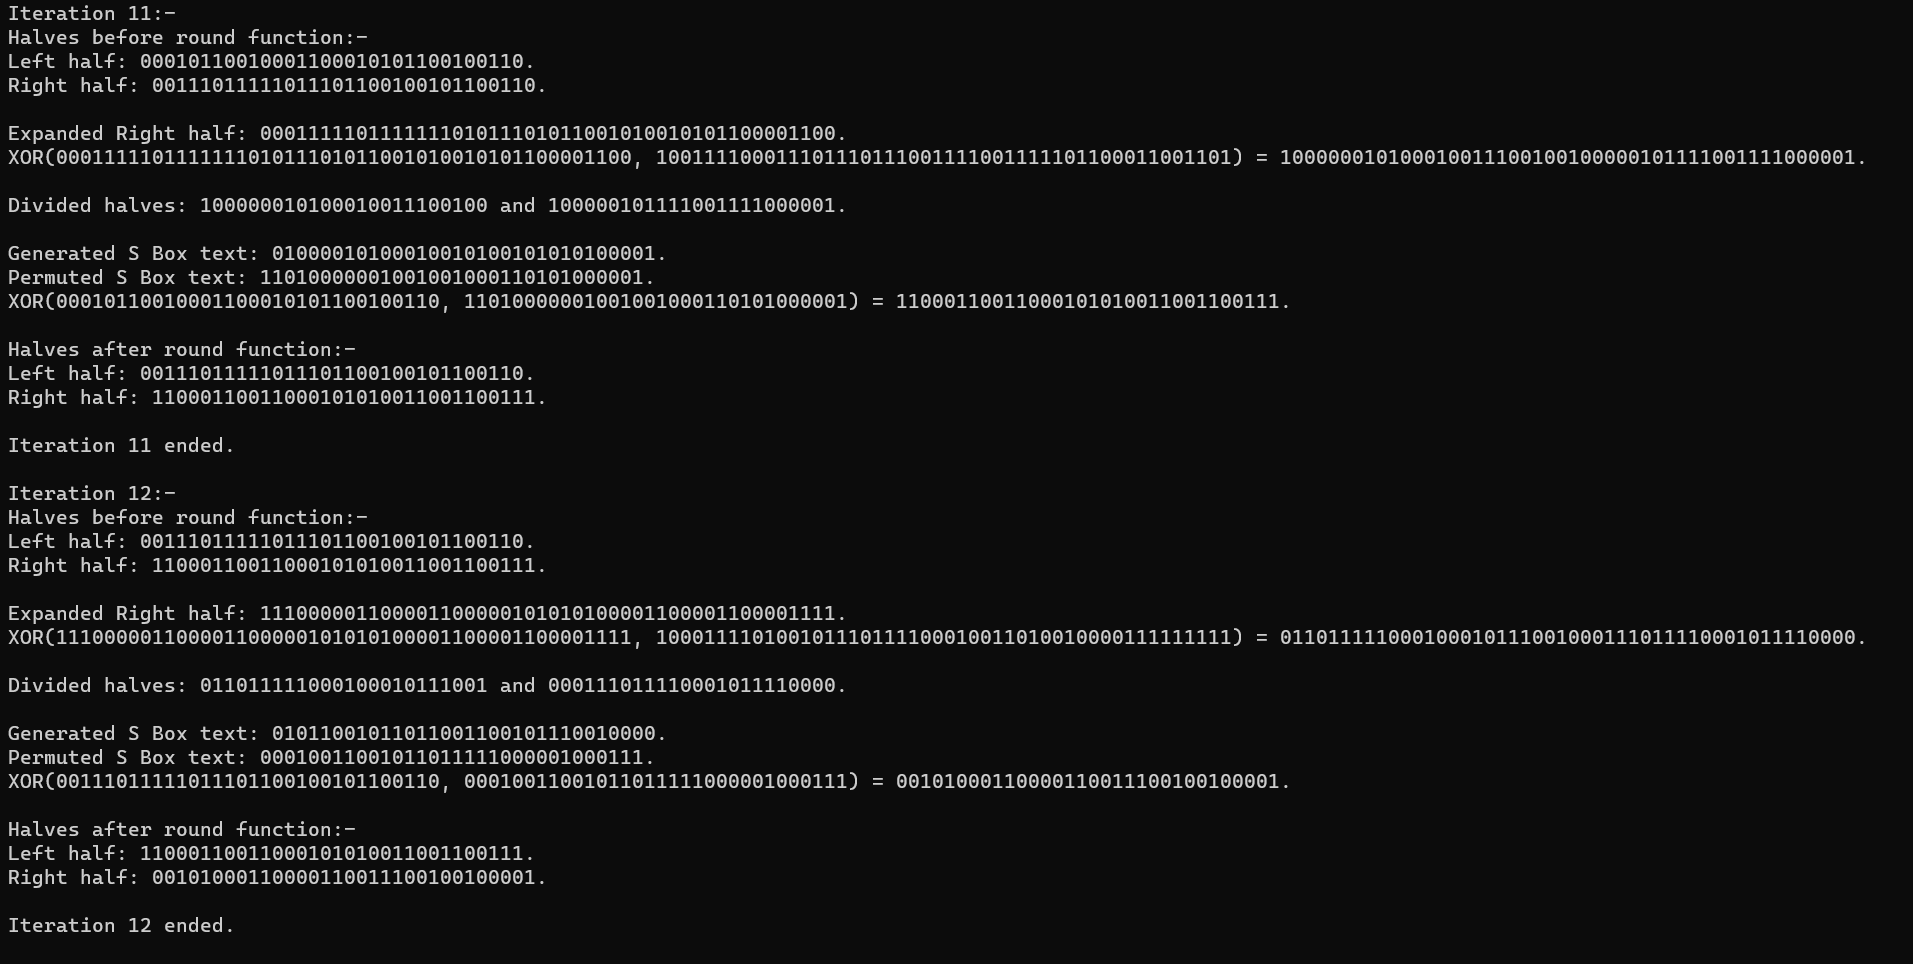 Iteration 11:-
Halves before round function:-
Left half: 00010110010001100010101100100110.
Right half: 00111011111011101100100101100110.
Expanded Right half: 000111110111111101011101011001010010101100001100.
XOR(000111110111111101011101011001010010101100001100, 100111100011101110111001111001111101100011001101) = 100000010100010011100100100000101111001111000001.
Divided halves: 100000010100010011100100 and 100000101111001111000001.
Generated S Box text: 01000010100010010100101010100001.
Permuted S Box text: 11010000001001001000110101000001.
XOR(00010110010001100010101100100110, 11010000001001001000110101000001) = 11000110011000101010011001100111.
Halves after round function:-
Left half: 00111011111011101100100101100110.
Right half: 11000110011000101010011001100111.
Iteration 11 ended.
Iteration 12:-
Halves before round function:-
Left half: 00111011111011101100100101100110.
Right half: 11000110011000101010011001100111.
Expanded Right half: 111000001100001100000101010100001100001100001111.
XOR(111000001100001100000101010100001100001100001111, 100011110100101110111100010011010010000111111111) = 011011111000100010111001000111011110001011110000.
Divided halves: 011011111000100010111001 and 000111011110001011110000.
Generated S Box text: 01011001011011001100101110010000.
Permuted S Box text: 00010011001011011111000001000111.
XOR(00111011111011101100100101100110, 00010011001011011111000001000111) = 00101000110000110011100100100001.
Halves after round function:-
Left half: 11000110011000101010011001100111.
Right half: 00101000110000110011100100100001.
Iteration 12 ended.